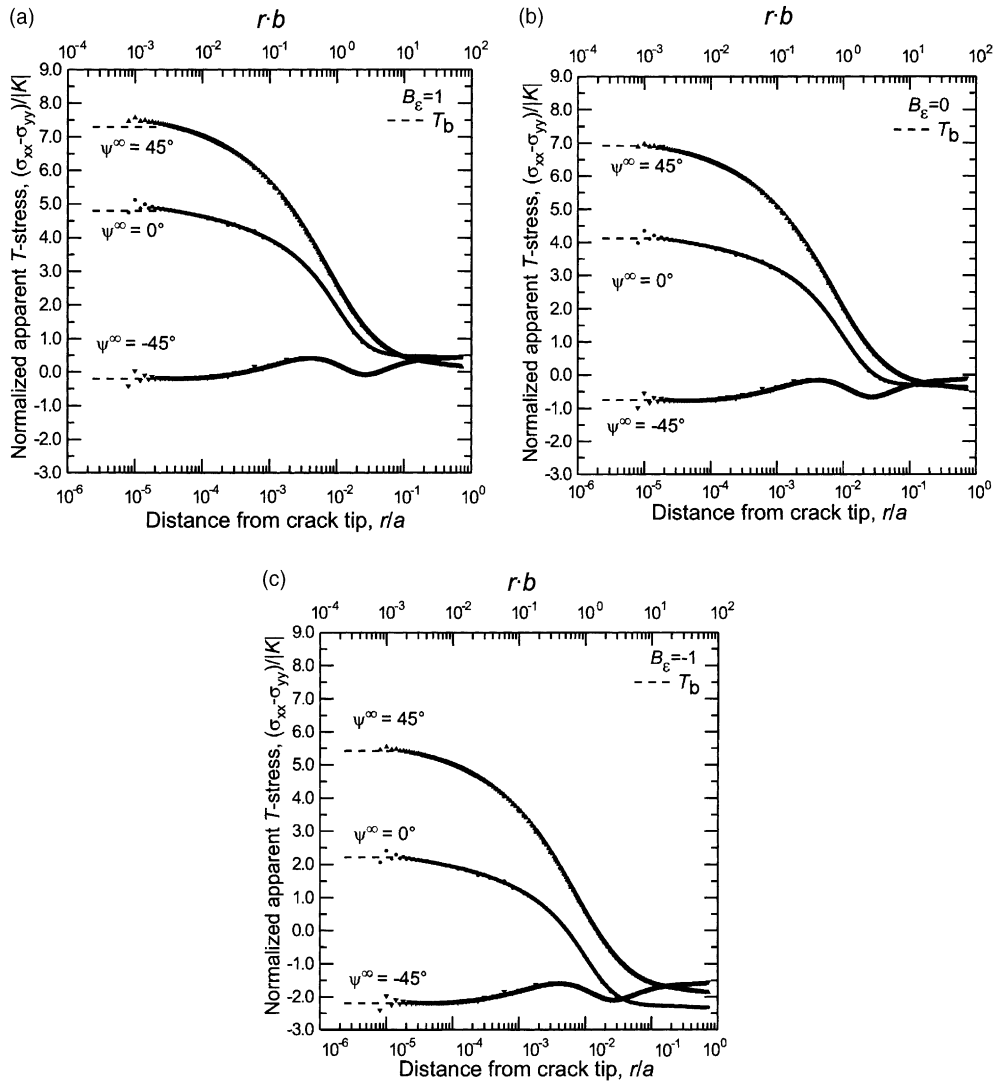 (a)
r·b
10⁻⁴ 10⁻³ 10⁻² 10⁻¹ 10⁰ 10¹ 10²
Normalized apparent T-stress, (σxx-σyy)/|K|
9.0
8.0
7.0
6.0
5.0
4.0
3.0
2.0
1.0
0.0
-1.0
-2.0
-3.0
Bε=1
Tb
ψ∞ = 45°
ψ∞ = 0°
ψ∞ = -45°
10⁻⁶ 10⁻⁵ 10⁻⁴ 10⁻³ 10⁻² 10⁻¹ 10⁰
Distance from crack tip, r/a
(b)
r·b
10⁻⁴ 10⁻³ 10⁻² 10⁻¹ 10⁰ 10¹ 10²
Normalized apparent T-stress, (σxx-σyy)/|K|
9.0
8.0
7.0
6.0
5.0
4.0
3.0
2.0
1.0
0.0
-1.0
-2.0
-3.0
Bε=0
Tb
ψ∞ = 45°
ψ∞ = 0°
ψ∞ = -45°
10⁻⁶ 10⁻⁵ 10⁻⁴ 10⁻³ 10⁻² 10⁻¹ 10⁰
Distance from crack tip, r/a
(c)
r·b
10⁻⁴ 10⁻³ 10⁻² 10⁻¹ 10⁰ 10¹ 10²
Normalized apparent T-stress, (σxx-σyy)/|K|
9.0
8.0
7.0
6.0
5.0
4.0
3.0
2.0
1.0
0.0
-1.0
-2.0
-3.0
Bε=-1
Tb
ψ∞ = 45°
ψ∞ = 0°
ψ∞ = -45°
10⁻⁶ 10⁻⁵ 10⁻⁴ 10⁻³ 10⁻² 10⁻¹ 10⁰
Distance from crack tip, r/a